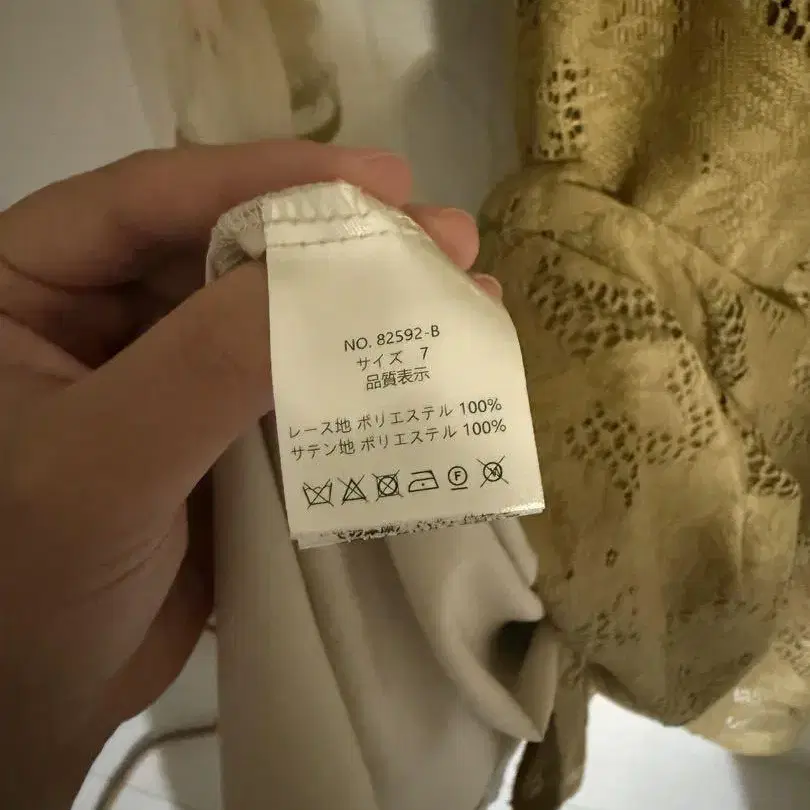 NO. 82592-B
サイズ 7
品質表示
レース地 ポリエステル 100%
サテン地 ポリエステル 100%
F
W